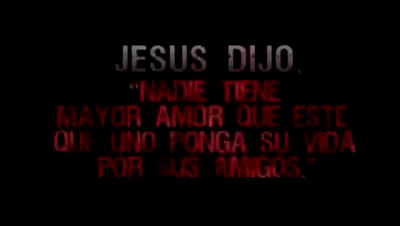 JESUS DIJO,
"NADIE TIENE
MAYOR AMOR QUE ESTE
QUE UNO PONGA SU VIDA
POR SUS AMIGOS."